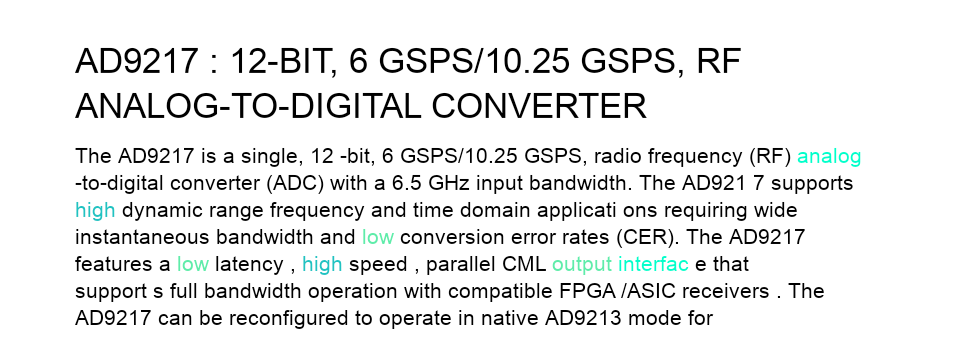 AD9217 : 12-BIT, 6 GSPS/10.25 GSPS, RF
ANALOG-TO-DIGITAL CONVERTER
The AD9217 is a single, 12 -bit, 6 GSPS/10.25 GSPS, radio frequency (RF) analog
-to-digital converter (ADC) with a 6.5 GHz input bandwidth. The AD921 7 supports
high dynamic range frequency and time domain applicati ons requiring wide
instantaneous bandwidth and low conversion error rates (CER). The AD9217
features a low latency , high speed , parallel CML output interfac e that
support s full bandwidth operation with compatible FPGA /ASIC receivers . The
AD9217 can be reconfigured to operate in native AD9213 mode for